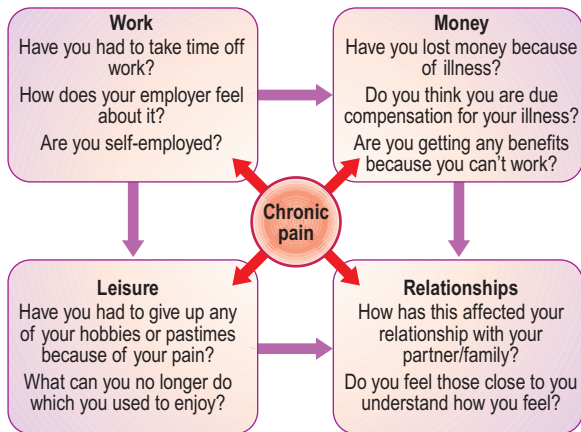 Work
Have you had to take time off
work?
How does your employer feel
about it?
Are you self-employed?
Money
Have you lost money because
of illness?
Do you think you are due
compensation for your illness?
Are you getting any benefits
because you can’t work?
Chronic
pain
Leisure
Have you had to give up any
of your hobbies or pastimes
because of your pain?
What can you no longer do
which you used to enjoy?
Relationships
How has this affected your
relationship with your
partner/family?
Do you feel those close to you
understand how you feel?